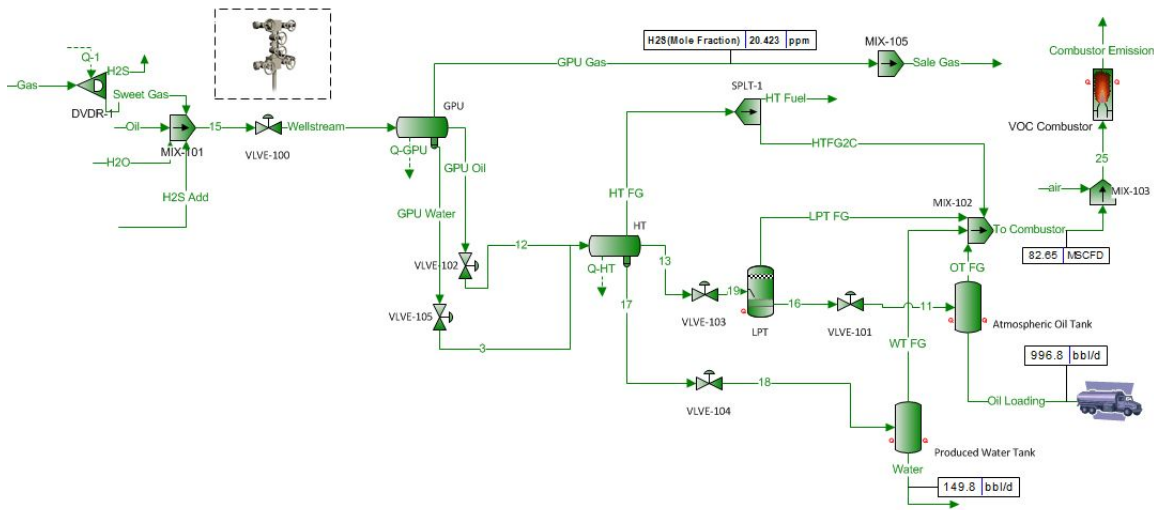 H2S(Mole Fraction) 20.423 ppm
MIX-105
Combustor Emission
GPU Gas
Sale Gas
Q-1
H2S
Gas
DVDR-1
Sweet Gas
SPLT-1
HT Fuel
VOC Combustor
GPU
Oil
15
Wellstream
MIX-101
VLVE-100
Q-GPU
GPU Oil
HTFG2C
25
H2O
H2S Add
HT FG
air
MIX-103
GPU Water
MIX-102
LPT FG
To Combustor
HT
12
82.65 MSCFD
VLVE-102
Q-HT
13
OT FG
17
VLVE-105
19
16
11
VLVE-103
LPT
VLVE-101
Atmospheric Oil Tank
3
WT FG
996.8 bbl/d
18
VLVE-104
Oil Loading
Produced Water Tank
Water
149.8 bbl/d